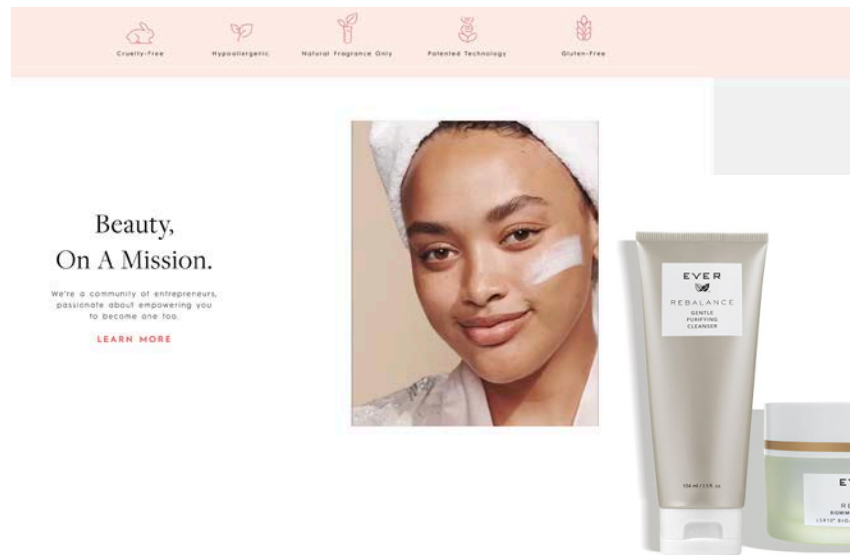 Cruelty-Free
Hypoallergenic
Natural Fragrance Only
Patented Technology
Gluten-Free
Beauty,
On A Mission.
We're a community of entrepreneurs,
passionate about empowering you
to become one too.
LEARN MORE
EVER
REBALANCE
GENTLE
PURIFYING
CLEANSER